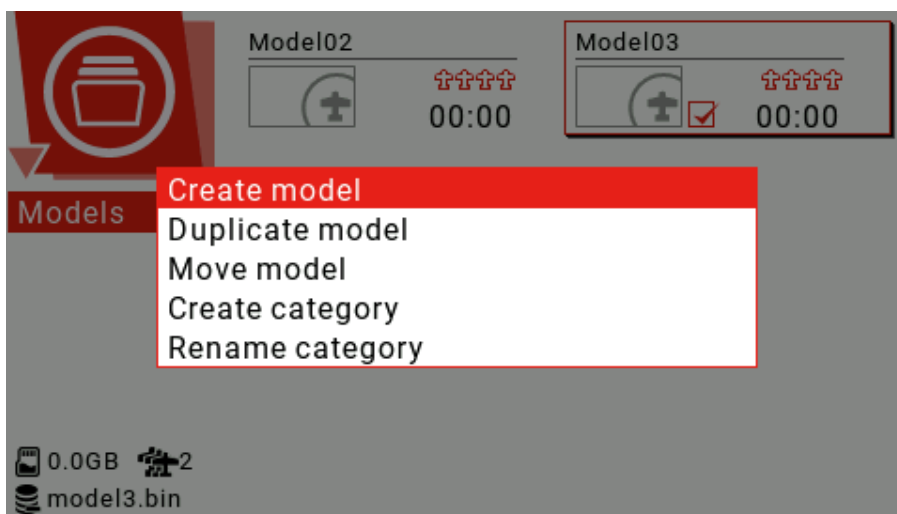 Model02
00:00
Model03
00:00
Models
Create model
Duplicate model
Move model
Create category
Rename category
0.0GB 2
model3.bin